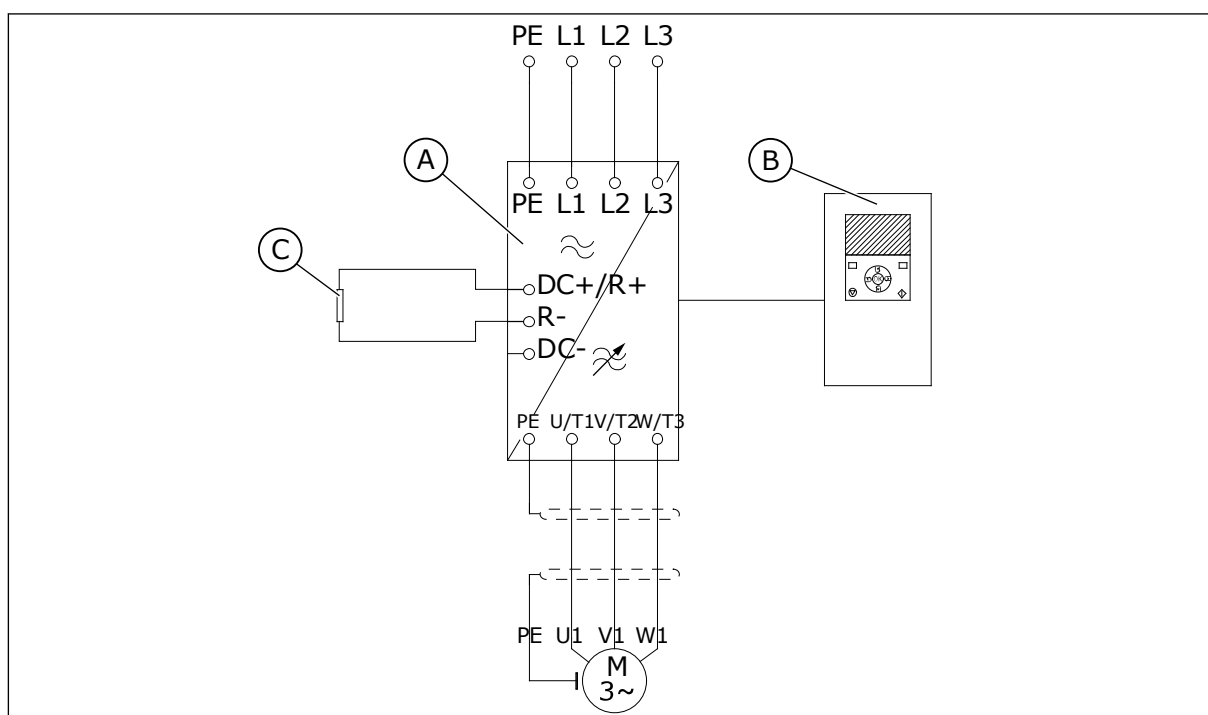 PE L1 L2 L3
A
B
PE L1 L2 L3
C
DC+/R+
R-
DC-
PE U/T1 V/T2 W/T3
PE U1 V1 W1
M
3~